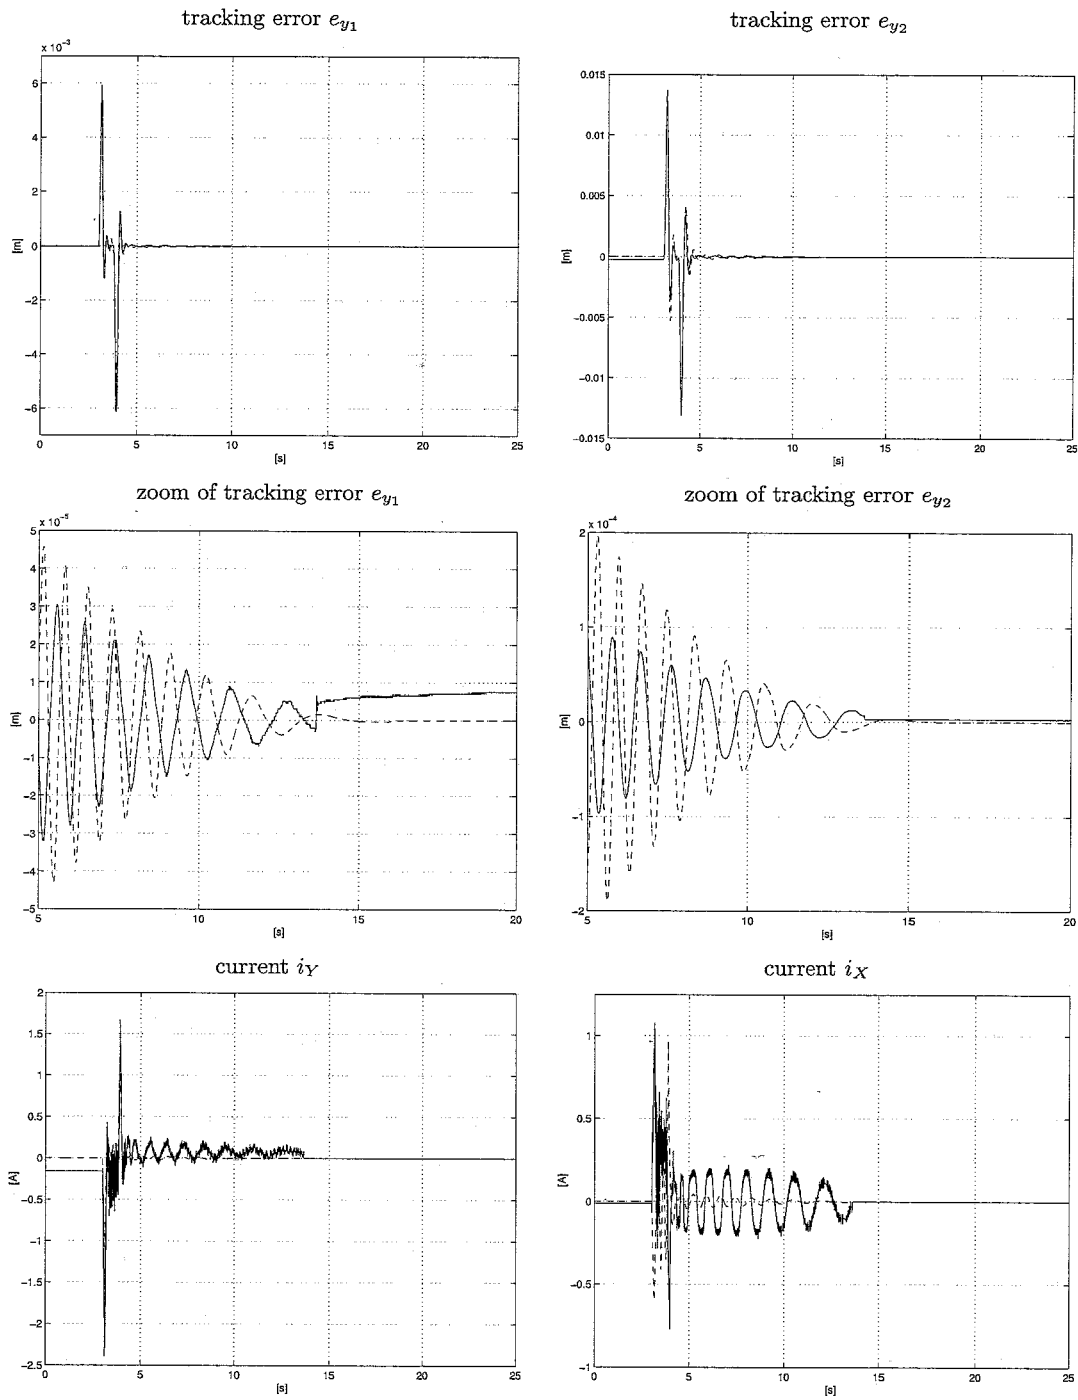 tracking error e_{y_1}
tracking error e_{y_2}
x 10^{-3}
6
4
2
0
-2
-4
-6
[m]
0 5 10 15 20 25
[s]
0.015
0.01
0.005
0
-0.005
-0.01
-0.015
[m]
0 5 10 15 20 25
[s]
zoom of tracking error e_{y_1}
zoom of tracking error e_{y_2}
x 10^{-5}
5
4
3
2
1
0
-1
-2
-3
-4
-5
[m]
5 10 15 20
[s]
x 10^{-4}
2
1
0
-1
-2
[m]
5 10 15 20
[s]
current i_Y
current i_X
2
1.5
1
0.5
0
-0.5
-1
-1.5
-2
-2.5
[A]
0 5 10 15 20 25
[s]
1
0.5
0
-0.5
-1
[A]
0 5 10 15 20 25
[s]